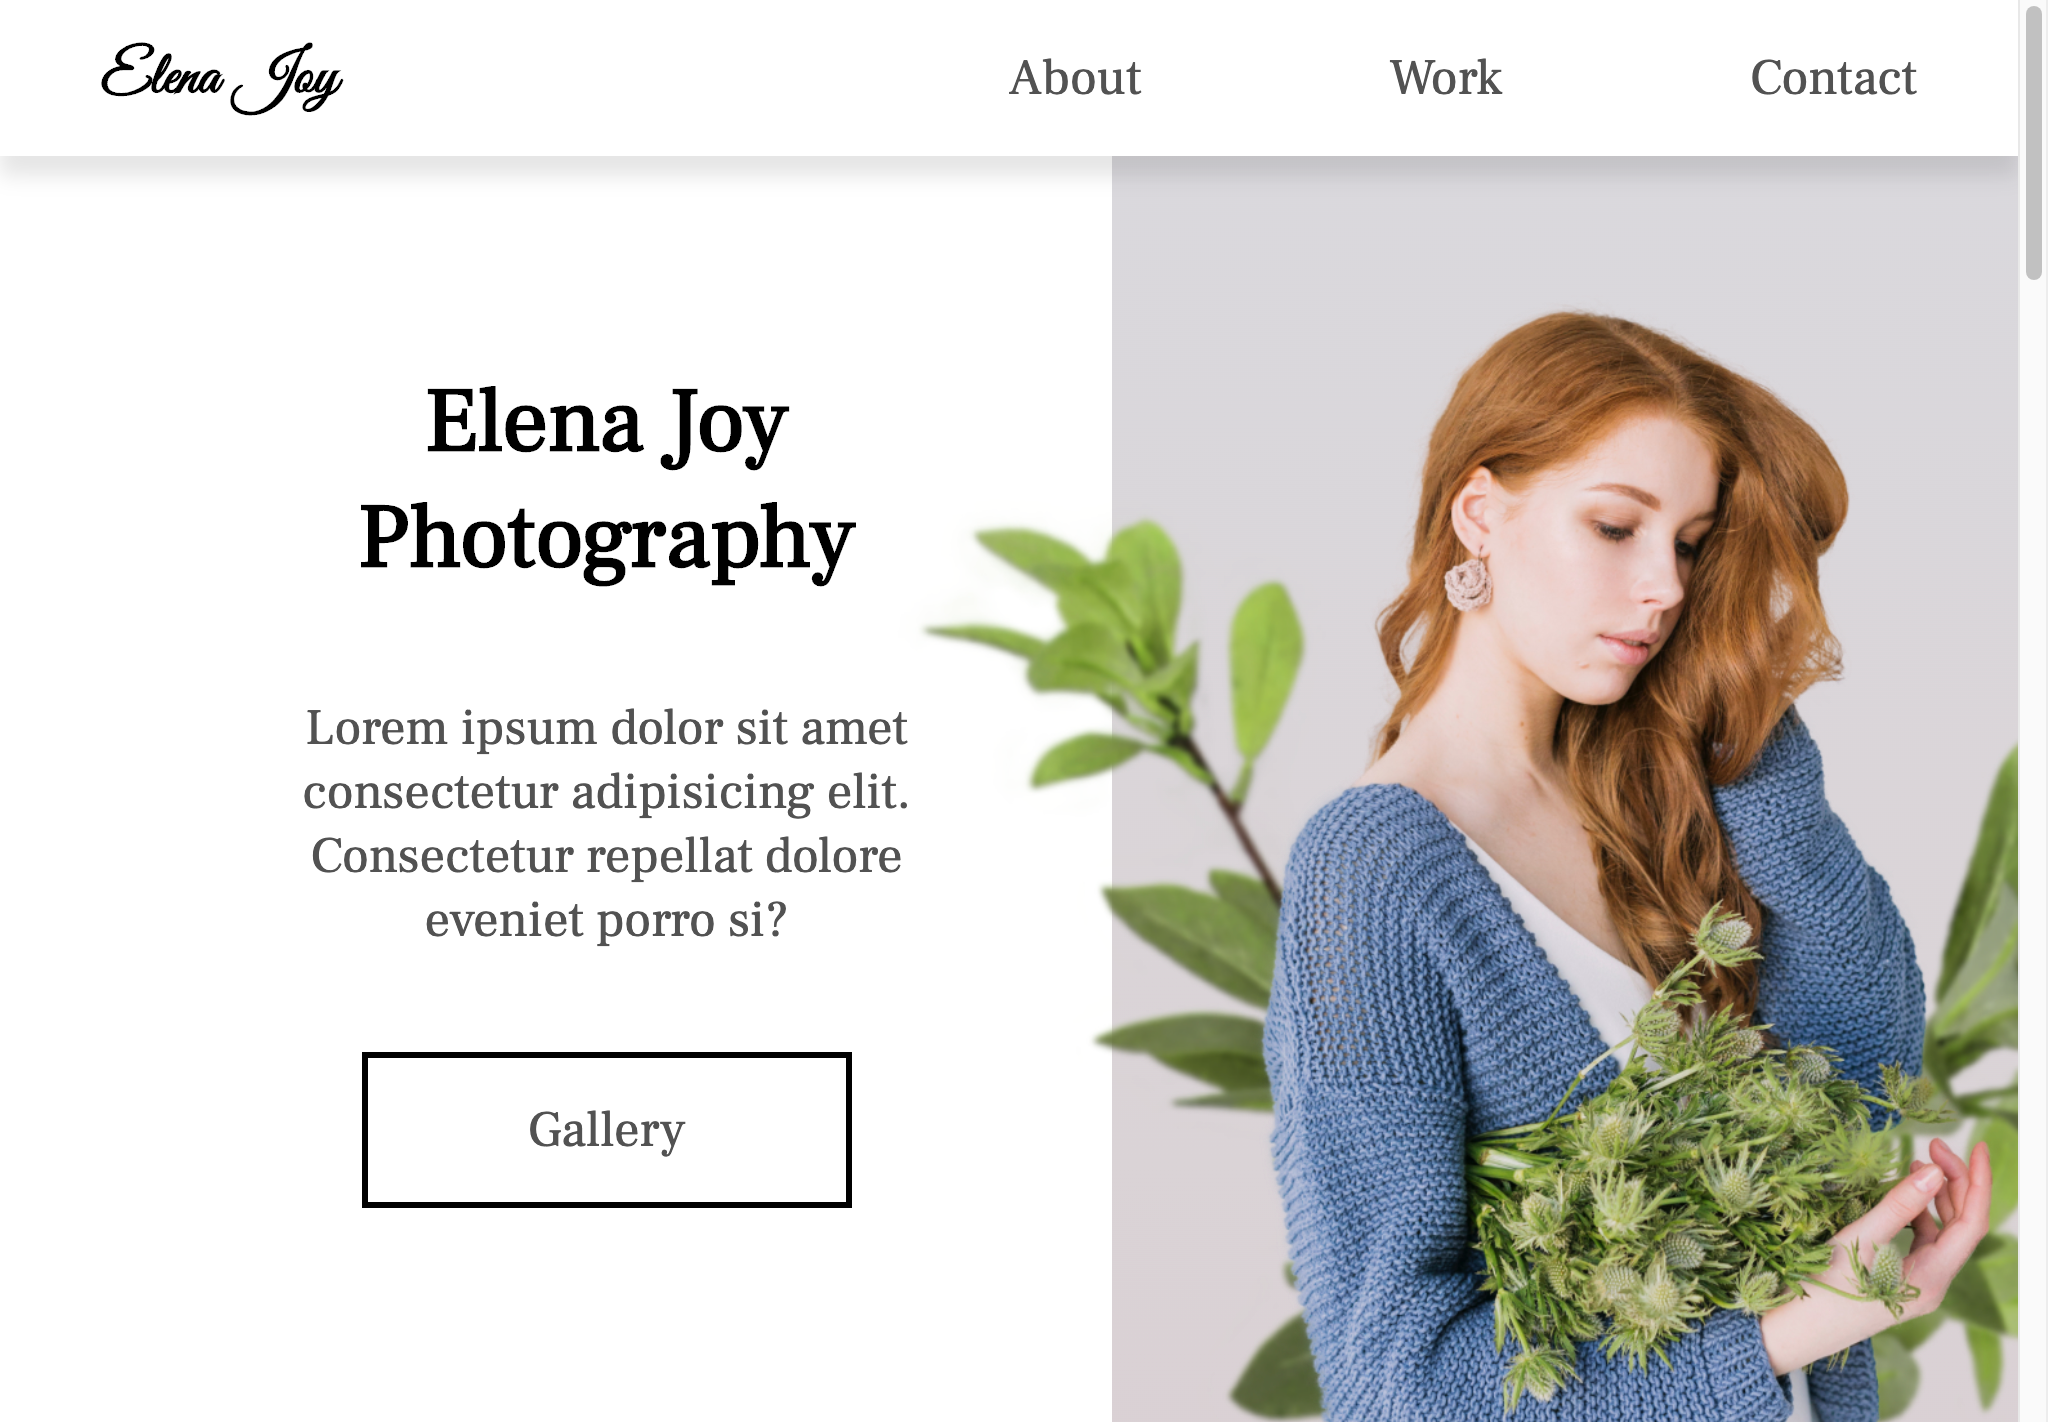 Elena Joy
About
Work
Contact
Elena Joy
Photography
Lorem ipsum dolor sit amet
consectetur adipisicing elit.
Consectetur repellat dolore
eveniet porro si?
Gallery